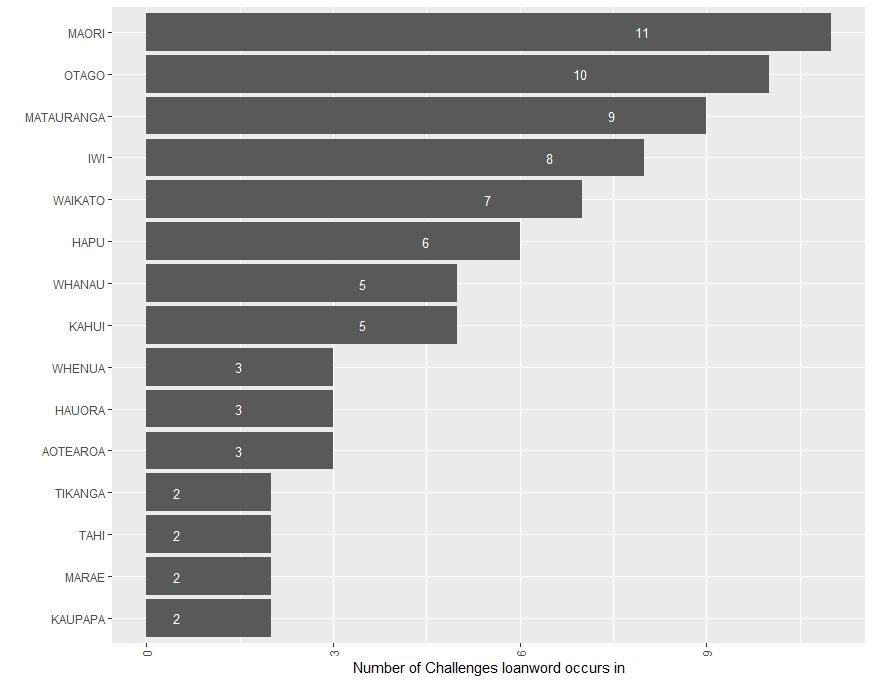 MAORI 11
OTAGO 10
MATAURANGA 9
IWI 8
WAIKATO 7
HAPU 6
WHANAU 5
KAHUI 5
WHENUA 3
HAUORA 3
AOTEAROA 3
TIKANGA 2
TAHI 2
MARAE 2
KAUPAPA 2
0 3 6 9
Number of Challenges loanword occurs in